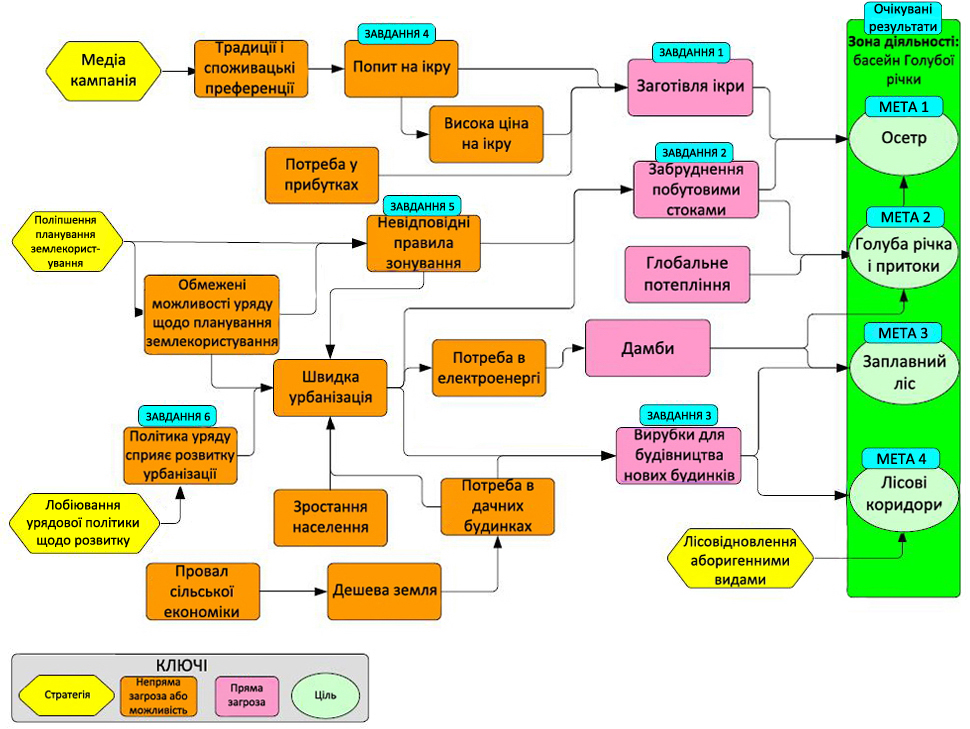 Очікувані
результати
Зона діяльності:
басейн Голубої
річки
Медіа
кампанія
Традиції і
споживацькі
преференції
ЗАВДАННЯ 4
Попит на ікру
Висока ціна
на ікру
Потреба у
прибутках
ЗАВДАННЯ 1
Заготівля ікри
МЕТА 1
Осетр
ЗАВДАННЯ 2
Забруднення
побутовими
стоками
Поліпшення
планування
землекорист-
ування
ЗАВДАННЯ 5
Невідповідні
правила
зонування
МЕТА 2
Голуба річка
і притоки
Глобальне
потепління
Обмежені
можливості уряду
щодо планування
землекористування
Швидка
урбанізація
Потреба в
електроенергі
Дамби
МЕТА 3
Заплавний
ліс
ЗАВДАННЯ 6
Політика уряду
сприяє розвитку
урбанізації
ЗАВДАННЯ 3
Вирубки для
будівництва
нових будинків
МЕТА 4
Лісові
коридори
Лобіювання
урядової політики
щодо розвитку
Зростання
населення
Потреба в
дачних
будинках
Лісовідновлення
аборигенними
видами
Провал
сільської
економіки
Дешева земля
КЛЮЧІ
Стратегія
Непряма
загроза або
можливість
Пряма
загроза
Ціль